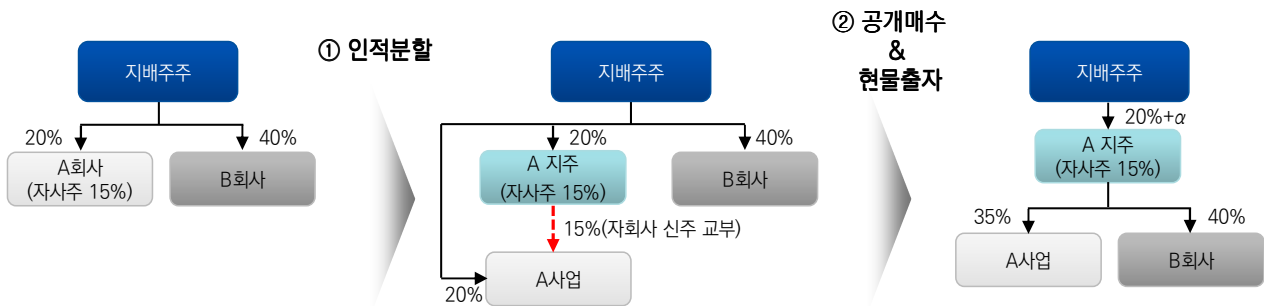 지배주주
20%
40%
A회사
(자사주 15%)
B회사
① 인적분할
지배주주
20%
40%
A 지주
(자사주 15%)
B회사
15%(자회사 신주 교부)
A사업
20%
② 공개매수
&
현물출자
지배주주
20%+α
A 지주
(자사주 15%)
35%
40%
A사업
B회사